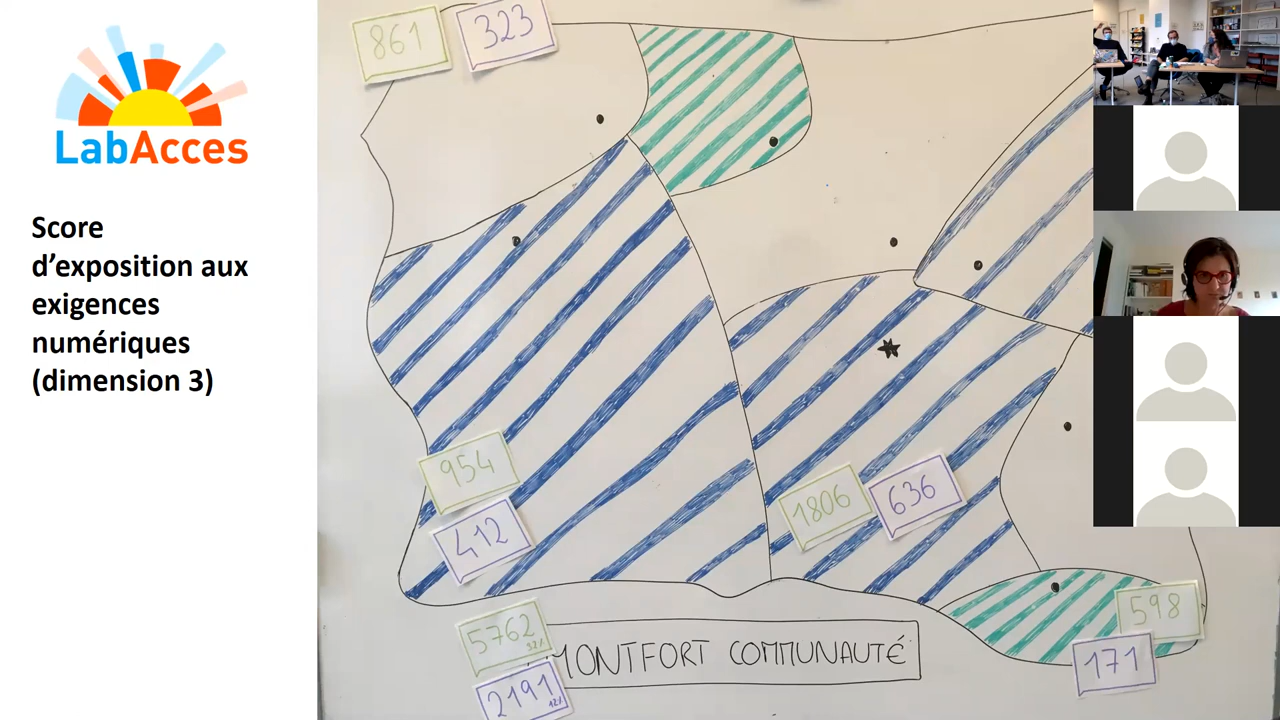 LabAcces
Score
d’exposition aux
exigences
numériques
(dimension 3)
861
323
954
412
1806
636
598
171
5762
2191
12%
MONTFORT COMMUNAUTÉ